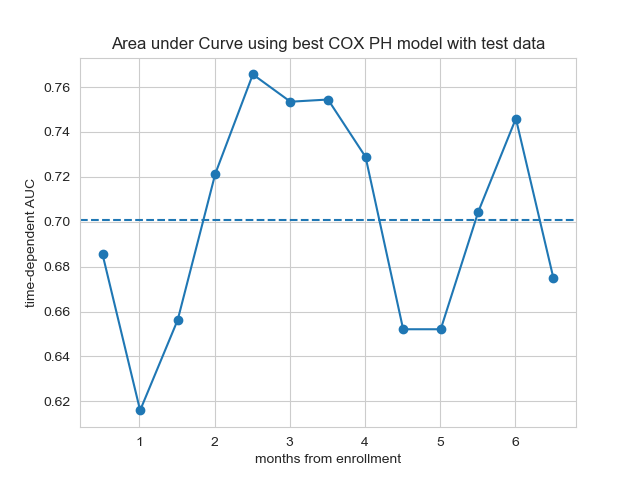 Area under Curve using best COX PH model with test data
time-dependent AUC
0.76
0.74
0.72
0.70
0.68
0.66
0.64
0.62
1 2 3 4 5 6
months from enrollment